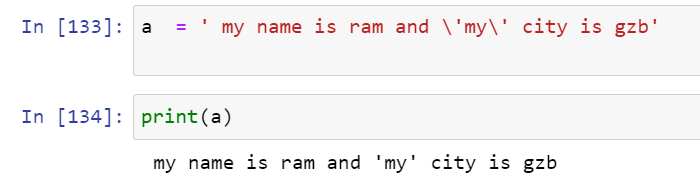 In [133]: a  = ' my name is ram and \'my\' city is gzb'
In [134]: print(a)
my name is ram and 'my' city is gzb